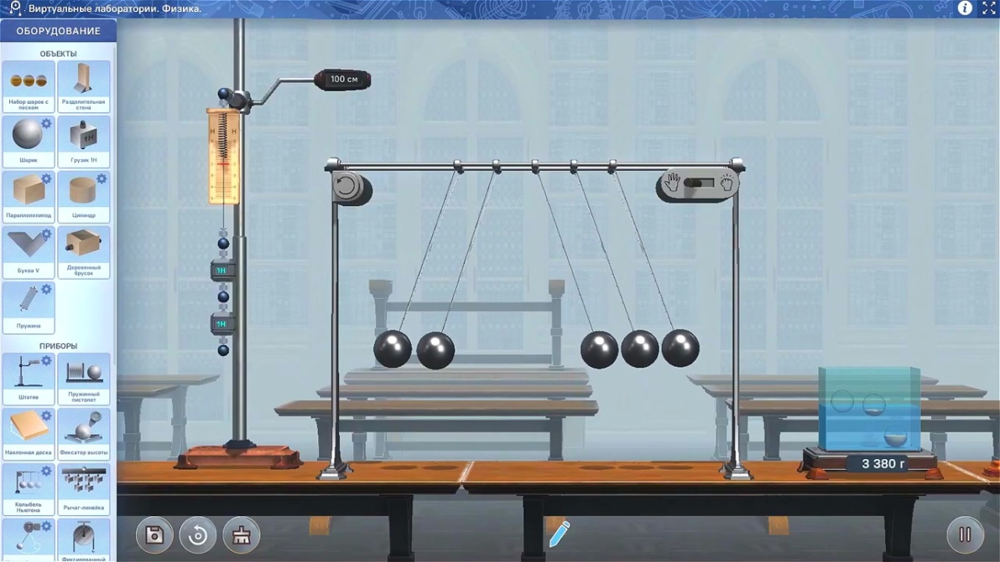 Виртуальные лаборатории. Физика.
ОБОРУДОВАНИЕ
ОБЪЕКТЫ
Набор шаров с
песком
Разделительная
стена
Шарик
Грузик 1Н
1Н
Параллелепипед
Цилиндр
Буква V
Деревянный
брусок
Пружина
ПРИБОРЫ
Штатив
Пружинный
пистолет
Наклонная доска
Фиксатор высоты
Колыбель
Ньютона
Рычаг-линейка
Фиксированный
100 см
Н Н
1Н
1Н
3 380 г